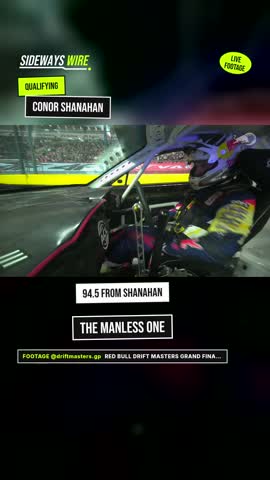 SIDEWAYS WIRE.
LIVE
FOOTAGE
QUALIFYING
CONOR SHANAHAN
94.5 FROM SHANAHAN
THE MANLESS ONE
FOOTAGE @driftmasters.gp RED BULL DRIFT MASTERS GRAND FINA...